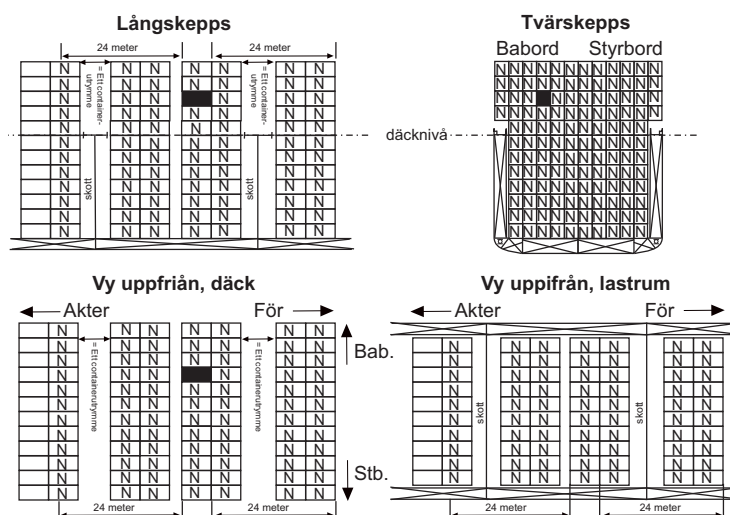 Långskepps
24 meter
24 meter
= Ett container-
utrymme
= Ett container-
utrymme
skott
skott
Tvärskepps
Babord Styrbord
däcknivå
Vy uppfriån, däck
Akter För
= Ett containerutrymme
= Ett containerutrymme
Bab.
Stb.
24 meter
24 meter
Vy uppifrån, lastrum
Akter För
skott
skott
24 meter
24 meter